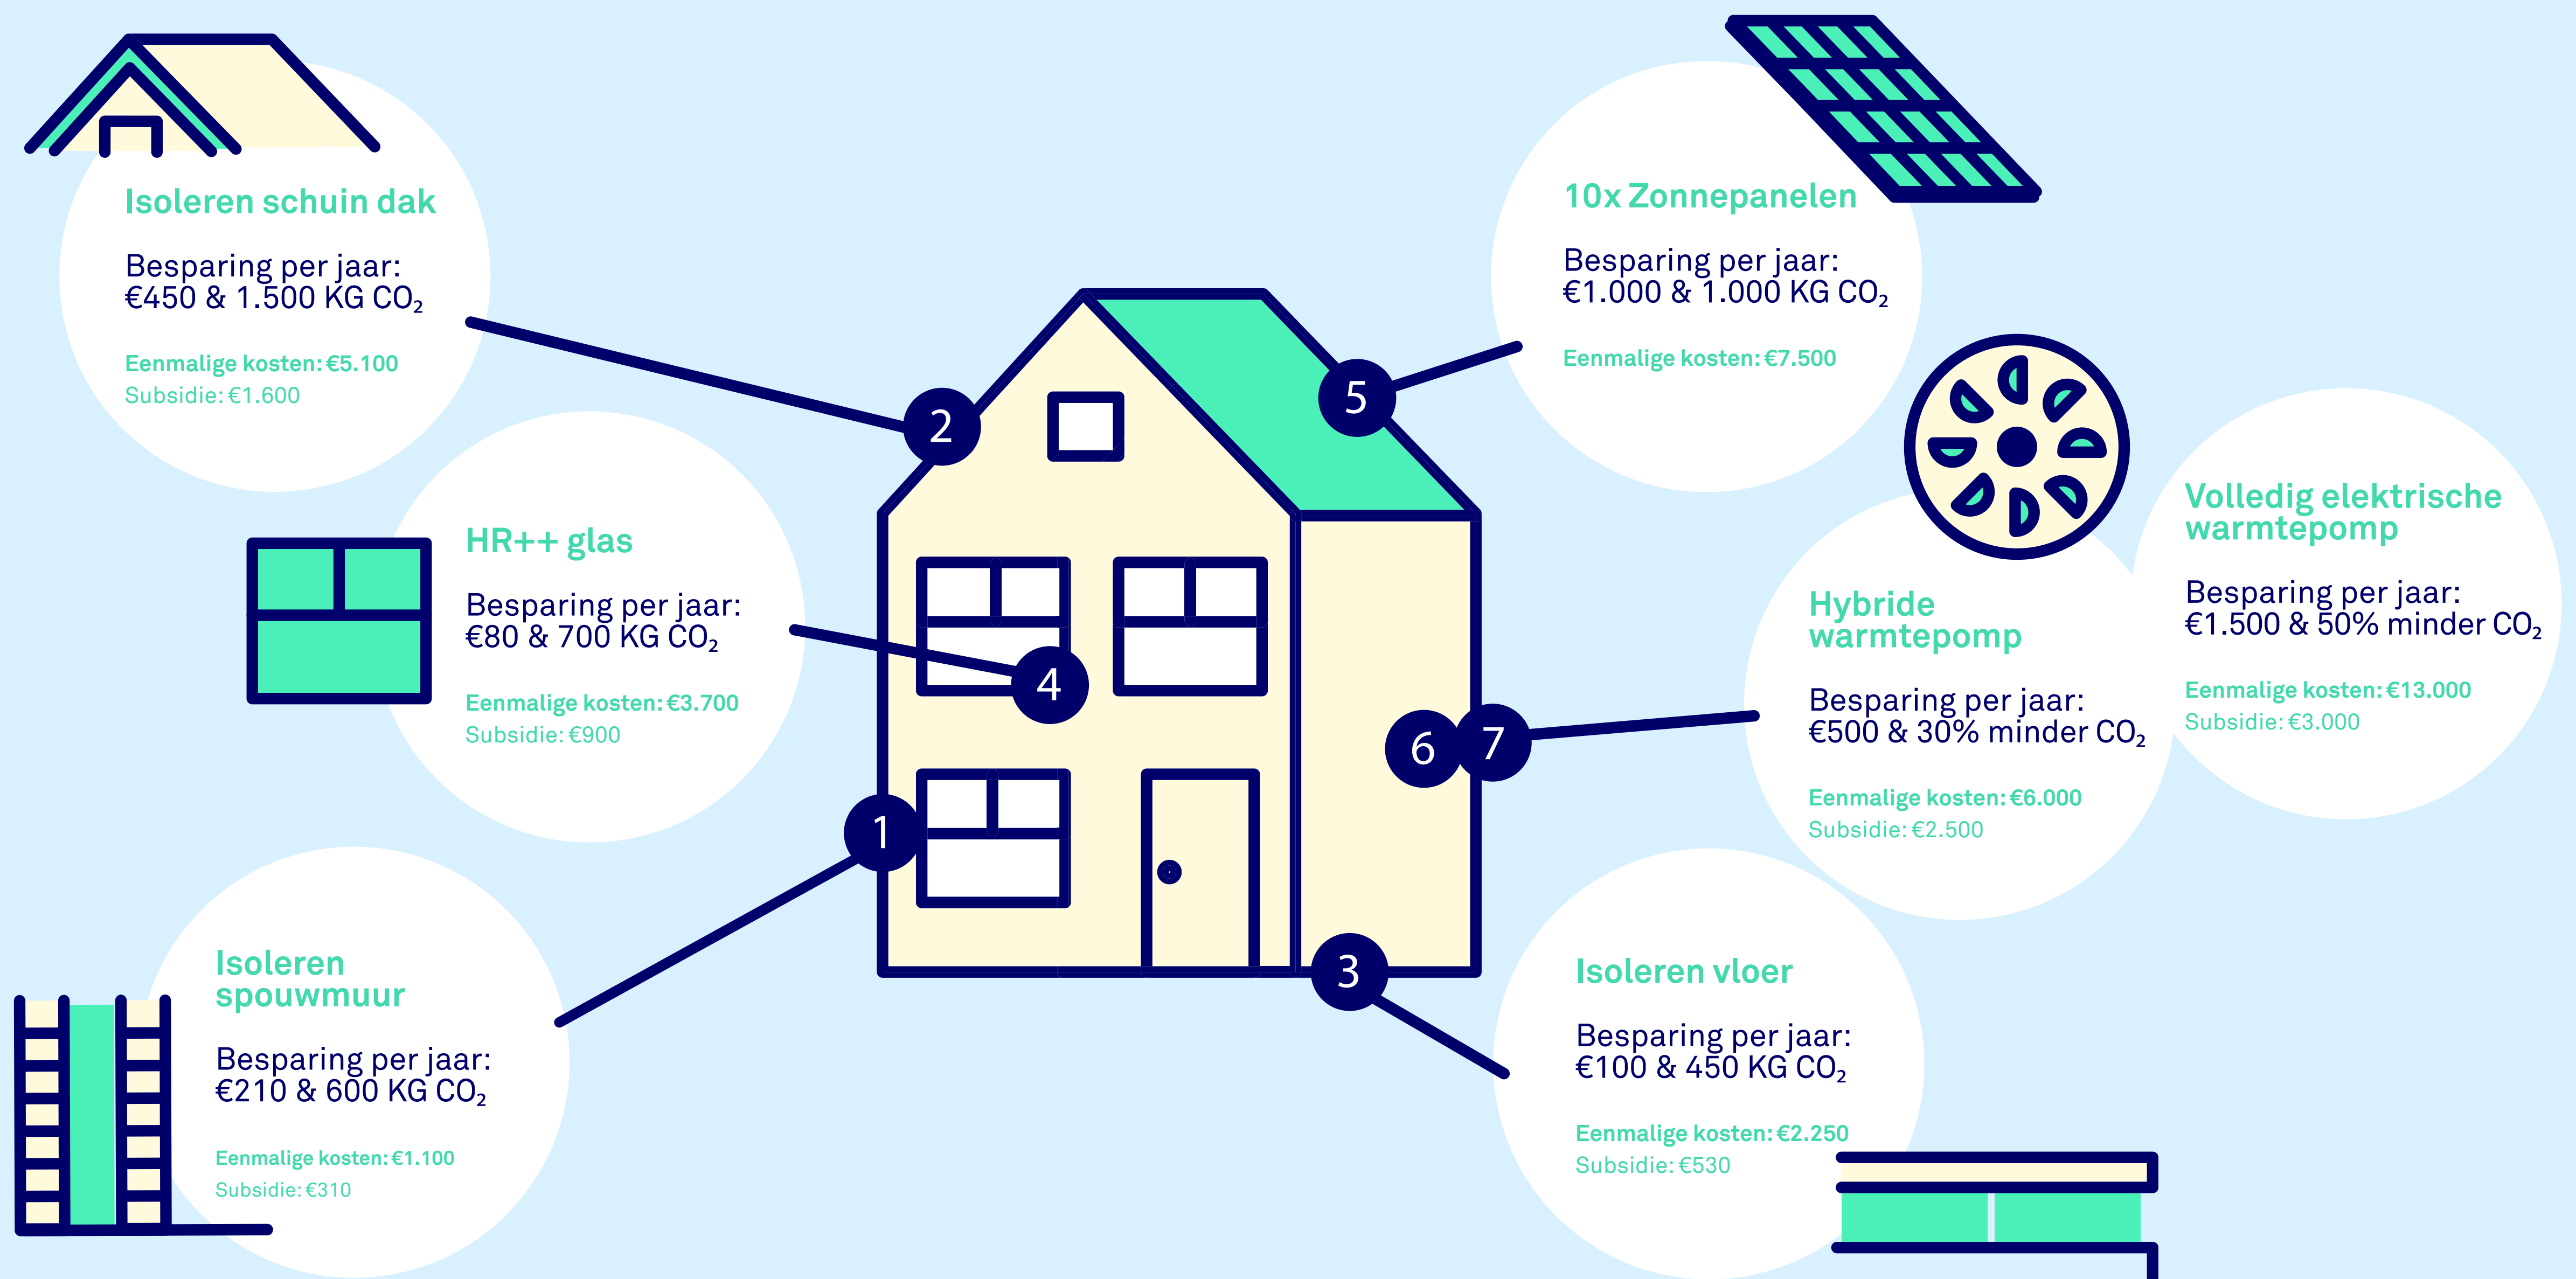 Isoleren schuin dak
Besparing per jaar:
€450 & 1.500 KG CO₂
Eenmalige kosten: €5.100
Subsidie: €1.600
HR++ glas
Besparing per jaar:
€80 & 700 KG CO₂
Eenmalige kosten: €3.700
Subsidie: €900
Isoleren
spouwmuur
Besparing per jaar:
€210 & 600 KG CO₂
Eenmalige kosten: €1.100
Subsidie: €310
2
5
4
6
7
1
3
10x Zonnepanelen
Besparing per jaar:
€1.000 & 1.000 KG CO₂
Eenmalige kosten: €7.500
Hybride
warmtepomp
Besparing per jaar:
€500 & 30% minder CO₂
Eenmalige kosten: €6.000
Subsidie: €2.500
Volledig elektrische
warmtepomp
Besparing per jaar:
€1.500 & 50% minder CO₂
Eenmalige kosten: €13.000
Subsidie: €3.000
Isoleren vloer
Besparing per jaar:
€100 & 450 KG CO₂
Eenmalige kosten: €2.250
Subsidie: €530